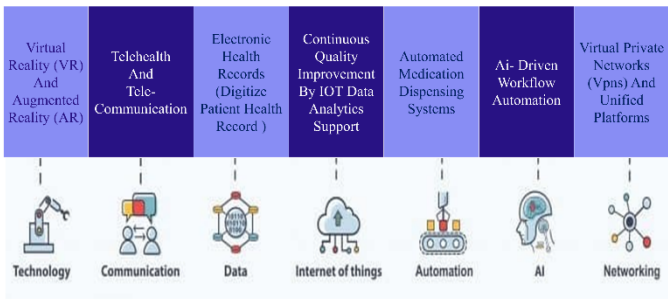 Virtual
Reality (VR)
And
Augmented
Reality (AR)
Telehealth
And
Tele-
Communication
Electronic
Health
Records
(Digitize
Patient Health
Record )
Continuous
Quality
Improvement
By IOT Data
Analytics
Support
Automated
Medication
Dispensing
Systems
Ai- Driven
Workflow
Automation
Virtual Private
Networks
(Vpns) And
Unified
Platforms
Technology
Communication
Data
Internet of things
Automation
AI
Networking